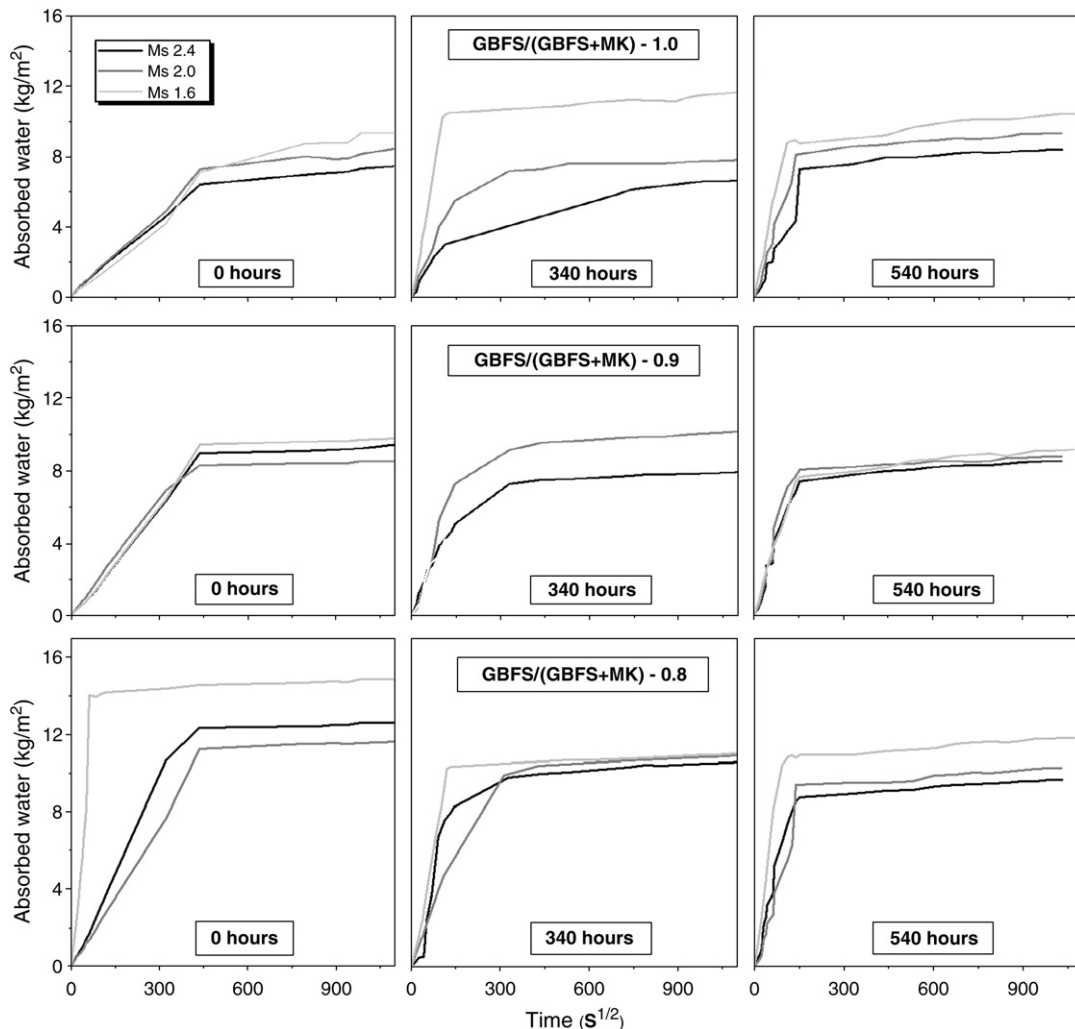 16
12
8
4
0
Absorbed water (kg/m²)
Ms 2.4
Ms 2.0
Ms 1.6
0 hours
GBFS/(GBFS+MK) - 1.0
340 hours
540 hours
16
12
8
4
0
Absorbed water (kg/m²)
0 hours
GBFS/(GBFS+MK) - 0.9
340 hours
540 hours
16
12
8
4
0
Absorbed water (kg/m²)
0 hours
GBFS/(GBFS+MK) - 0.8
340 hours
540 hours
0 300 600 900 0 300 600 900 0 300 600 900
Time (S^1/2)